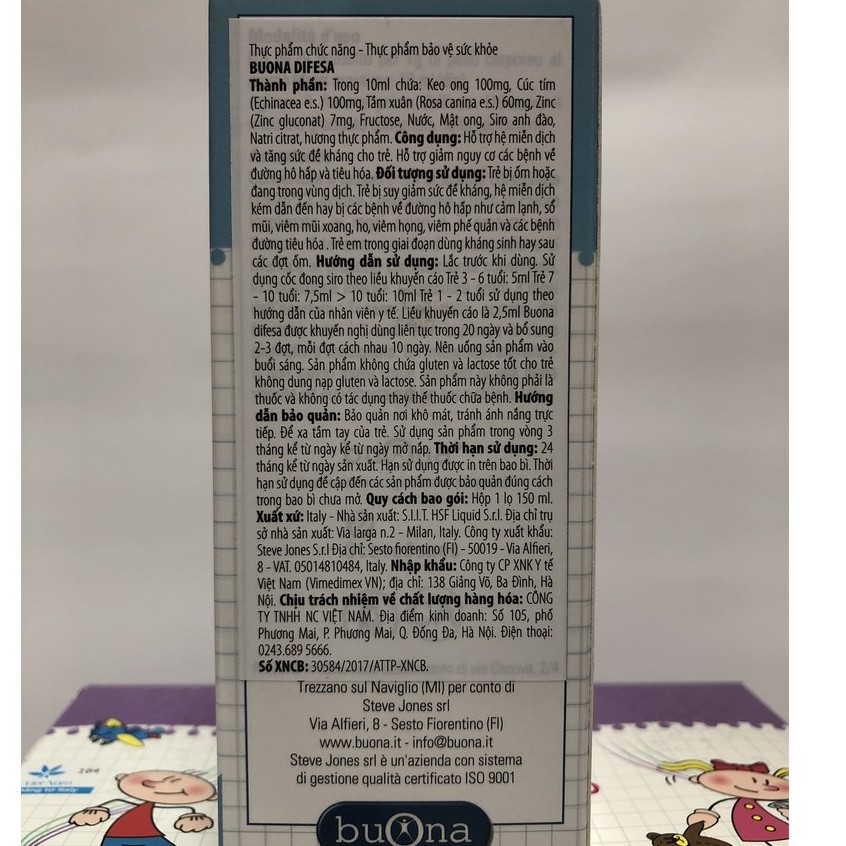 Modalità d'uso
Thực phẩm chức năng - Thực phẩm bảo vệ sức khỏe
BUONA DIFESA
Thành phần: Trong 10ml chứa: Keo ong 100mg, Cúc tím
(Echinacea e.s.) 100mg, Tầm xuân (Rosa canina e.s.) 60mg, Zinc
(Zinc gluconat) 7mg, Fructose, Nước, Mật ong, Siro anh đào,
Natri citrat, hương thực phẩm. Công dụng: Hỗ trợ hệ miễn dịch
và tăng sức đề kháng cho trẻ. Hỗ trợ giảm nguy cơ các bệnh về
đường hô hấp và tiêu hóa. Đối tượng sử dụng: Trẻ bị ốm hoặc
đang trong vùng dịch. Trẻ bị suy giảm sức đề kháng, hệ miễn dịch
kém dẫn đến hay bị các bệnh về đường hô hấp như cảm lạnh, sổ
mũi, viêm mũi xoang, ho, viêm họng, viêm phế quản và các bệnh
đường tiêu hóa . Trẻ em trong giai đoạn dùng kháng sinh hay sau
các đợt ốm. Hướng dẫn sử dụng: Lắc trước khi dùng. Sử
dụng cốc đong siro theo liều khuyến cáo Trẻ 3 - 6 tuổi: 5ml Trẻ 7
- 10 tuổi: 7,5ml > 10 tuổi: 10ml Trẻ 1 - 2 tuổi sử dụng theo
hướng dẫn của nhân viên y tế. Liều khuyến cáo là 2,5ml Buona
difesa được khuyến nghị dùng liên tục trong 20 ngày và bổ sung
2-3 đợt, mỗi đợt cách nhau 10 ngày. Nên uống sản phẩm vào
buổi sáng. Sản phẩm không chứa gluten và lactose tốt cho trẻ
không dung nạp gluten và lactose. Sản phẩm này không phải là
thuốc và không có tác dụng thay thế thuốc chữa bệnh. Hướng
dẫn bảo quản: Bảo quản nơi khô mát, tránh ánh nắng trực
tiếp. Để xa tầm tay của trẻ. Sử dụng sản phẩm trong vòng 3
tháng kể từ ngày kể từ ngày mở nắp. Thời hạn sử dụng: 24
tháng kể từ ngày sản xuất. Hạn sử dụng được in trên bao bì. Thời
hạn sử dụng đề cập đến các sản phẩm được bảo quản đúng cách
trong bao bì chưa mở. Quy cách bao gói: Hộp 1 lọ 150 ml.
Xuất xứ: Italy - Nhà sản xuất: S.I.I.T. HSF Liquid S.r.l. Địa chỉ trụ
sở nhà sản xuất: Via larga n.2 - Milan, Italy. Công ty xuất khẩu:
Steve Jones S.r.l Địa chỉ: Sesto fiorentino (FI) - 50019 - Via Alfieri,
8 - VAT. 05014810484, Italy. Nhập khẩu: Công ty CP XNK Y tế
Việt Nam (Vimedimex VN); địa chỉ: 138 Giảng Võ, Ba Đình, Hà
Nội. Chịu trách nhiệm về chất lượng hàng hóa: CÔNG
TY TNHH NC VIỆT NAM. Địa điểm kinh doanh: Số 105, phố
Phương Mai, P. Phương Mai, Q. Đống Đa, Hà Nội. Điện thoại:
0243.689 5666.
Số XNCB: 30584/2017/ATTP-XNCB.
Trezzano sul Naviglio (MI) per conto di
Steve Jones srl
Via Alfieri, 8 - Sesto Fiorentino (FI)
www.buona.it - info@buona.it
Steve Jones srl è un'azienda con sistema
di gestione qualità certificato ISO 9001
buOna